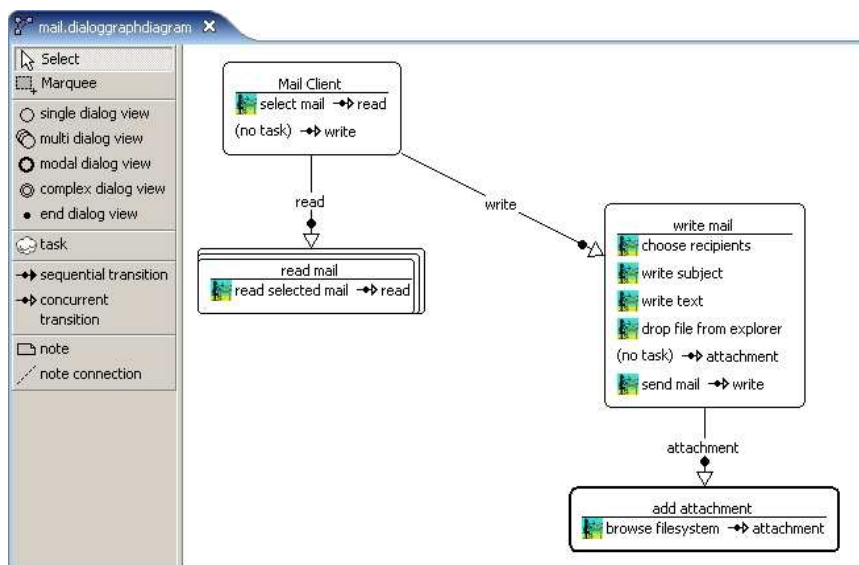 mail.dialoggraphdiagram
Select
Marquee
single dialog view
multi dialog view
modal dialog view
complex dialog view
end dialog view
task
sequential transition
concurrent
transition
note
note connection
Mail Client
select mail read
(no task) write
read
write
read mail
read selected mail read
write mail
choose recipients
write subject
write text
drop file from explorer
(no task) attachment
send mail write
attachment
add attachment
browse filesystem attachment